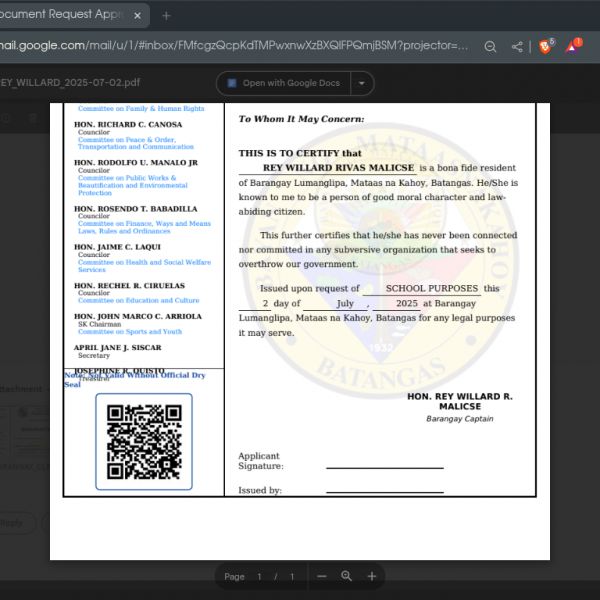 ocument Request Appr
nail.google.com/mail/u/1/#inbox/FMfcgzQcpKdTMPwxnwXzBXQlFPQmjBSM?projector=...
5
1
REY_WILLARD_2025-07-02.pdf
Open with Google Docs
Committee on Family & Human Rights
HON. RICHARD C. CANOSA
Councilor
Committee on Peace & Order,
Transportation and Communication
HON. RODOLFO U. MANALO JR
Councilor
Committee on Public Works &
Beautification and Environmental
Protection
HON. ROSENDO T. BABADILLA
Councilor
Committee on Finance, Ways and Means
Laws, Rules and Ordinances
HON. JAIME C. LAQUI
Councilor
Committee on Health and Social Welfare
Services
HON. RECHEL R. CIRUELAS
Councilor
Committee on Education and Culture
HON. JOHN MARCO C. ARRIOLA
SK Chairman
Committee on Sports and Youth
APRIL JANE J. SISCAR
Secretary
JOSEPHINE R. QUISTO
Treasurer
Note: Not Valid Without Official Dry
Seal
To Whom It May Concern:
THIS IS TO CERTIFY that
REY WILLARD RIVAS MALICSE is a bona fide resident
of Barangay Lumanglipa, Mataas na Kahoy, Batangas. He/She is
known to me to be a person of good moral character and law-
abiding citizen.
This further certifies that he/she has never been connected
nor committed in any subversive organization that seeks to
overthrow our government.
Issued upon request of SCHOOL PURPOSES this
2 day of July , 2025 at Barangay
Lumanglipa, Mataas na Kahoy, Batangas for any legal purposes
it may serve.
1932
BATANGAS
HON. REY WILLARD R.
MALICSE
Barangay Captain
Applicant
Signature:
Issued by:
ttachment
Reply
Page 1 / 1